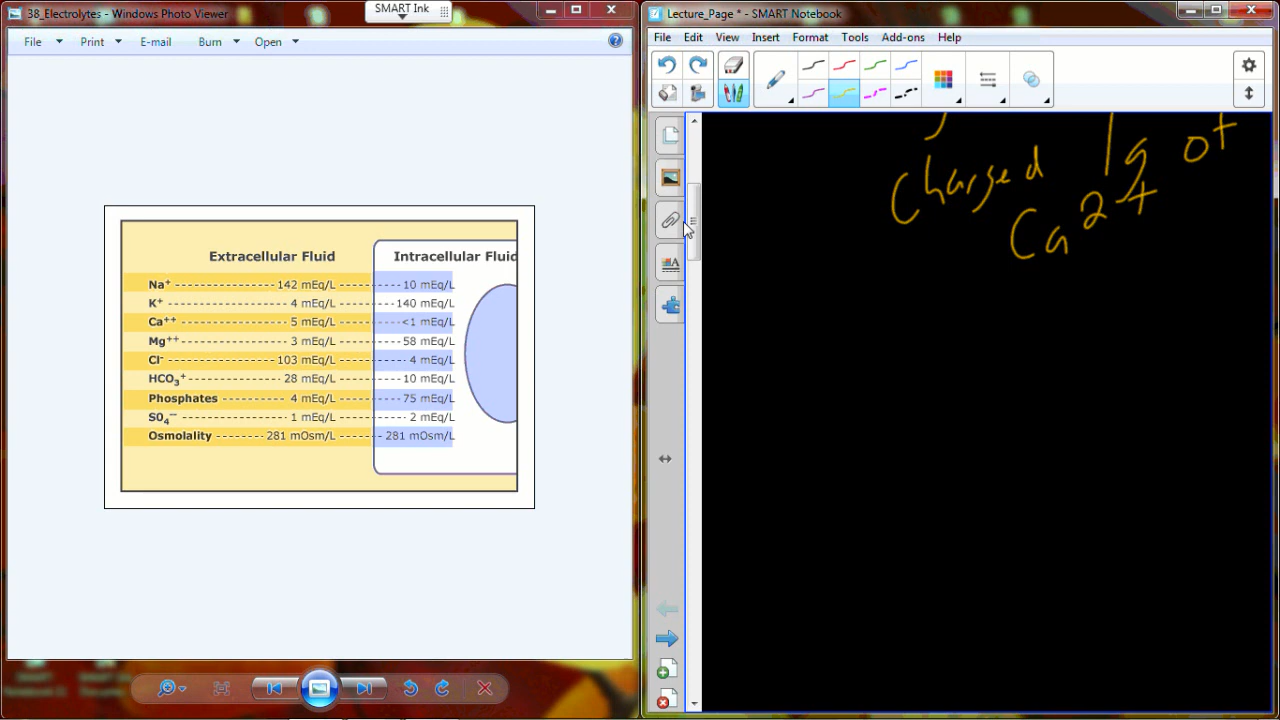 38_Electrolytes - Windows Photo Viewer
SMART Ink
File Print E-mail Burn Open
Extracellular Fluid Intracellular Fluid
Na+ 142 mEq/L 10 mEq/L
K+ 4 mEq/L 140 mEq/L
Ca++ 5 mEq/L <1 mEq/L
Mg++ 3 mEq/L 58 mEq/L
Cl- 103 mEq/L 4 mEq/L
HCO3+ 28 mEq/L 10 mEq/L
Phosphates 4 mEq/L 75 mEq/L
SO4-- 1 mEq/L 2 mEq/L
Osmolality 281 mOsm/L 281 mOsm/L
Lecture_Page * - SMART Notebook
File Edit View Insert Format Tools Add-ons Help
Charged 1g of
Ca2+